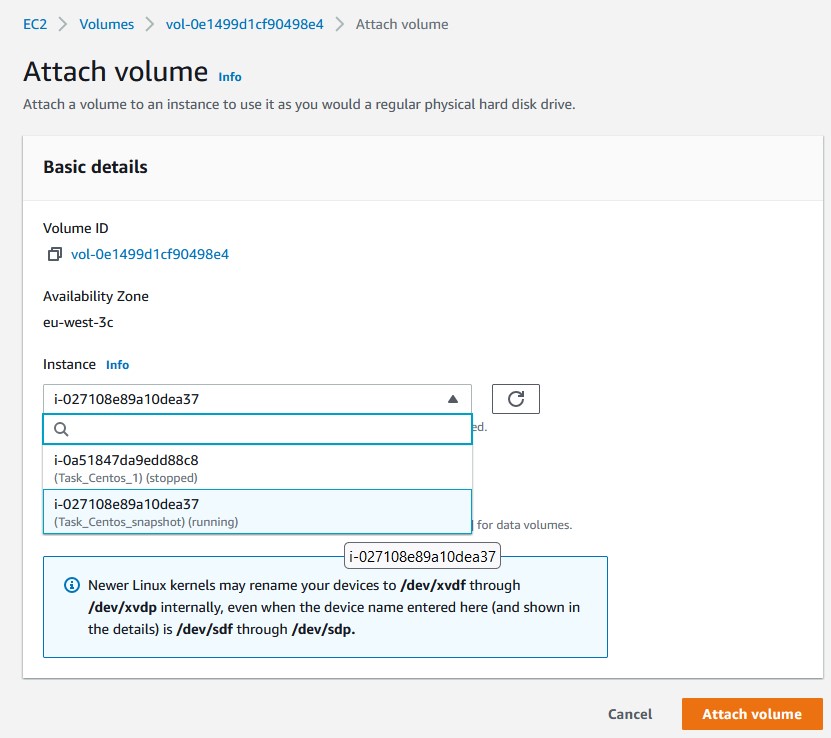 EC2 > Volumes > vol-0e1499d1cf90498e4 > Attach volume
Attach volume Info
Attach a volume to an instance to use it as you would a regular physical hard disk drive.
Basic details
Volume ID
vol-0e1499d1cf90498e4
Availability Zone
eu-west-3c
Instance Info
i-027108e89a10dea37
ed.
i-0a51847da9edd88c8
(Task_Centos_1) (stopped)
i-027108e89a10dea37
(Task_Centos_snapshot) (running)
for data volumes.
i-027108e89a10dea37
Newer Linux kernels may rename your devices to /dev/xvdf through
/dev/xvdp internally, even when the device name entered here (and shown in
the details) is /dev/sdf through /dev/sdp.
Cancel
Attach volume